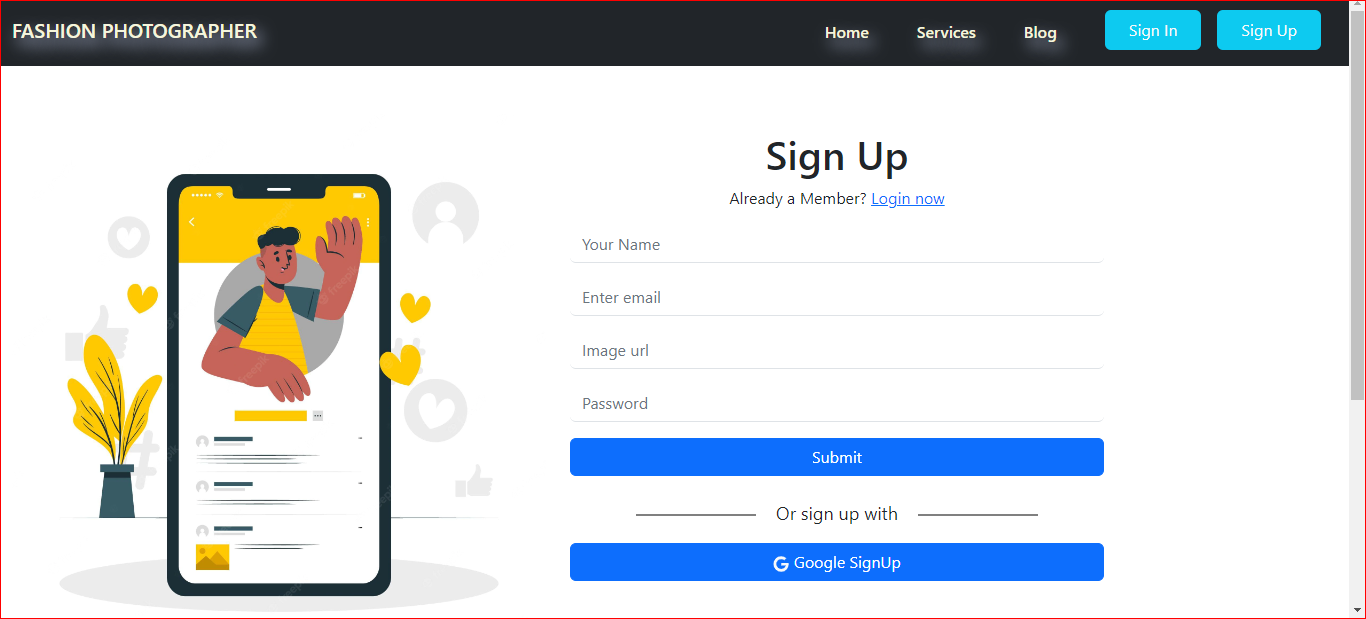 FASHION PHOTOGRAPHER
Home Services Blog Sign In Sign Up
Sign Up
Already a Member? Login now
Your Name
Enter email
Image url
Password
Submit
Or sign up with
Google SignUp